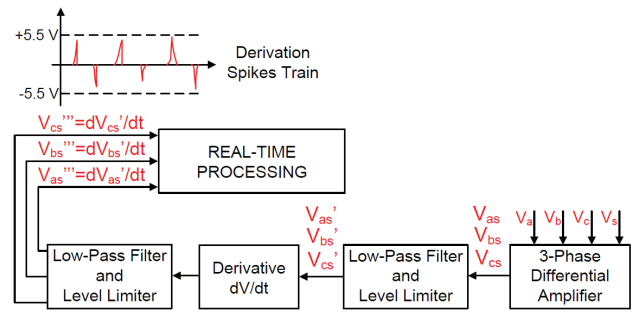 +5.5 V
-5.5 V
Derivation
Spikes Train
Vcs'''=dVcs'/dt
Vbs'''=dVbs'/dt
Vas'''=dVas'/dt
REAL-TIME
PROCESSING
Low-Pass Filter
and
Level Limiter
Derivative
dV/dt
Vas'
Vbs'
Vcs'
Low-Pass Filter
and
Level Limiter
Vas
Vbs
Vcs
Va Vb Vc Vs
3-Phase
Differential
Amplifier